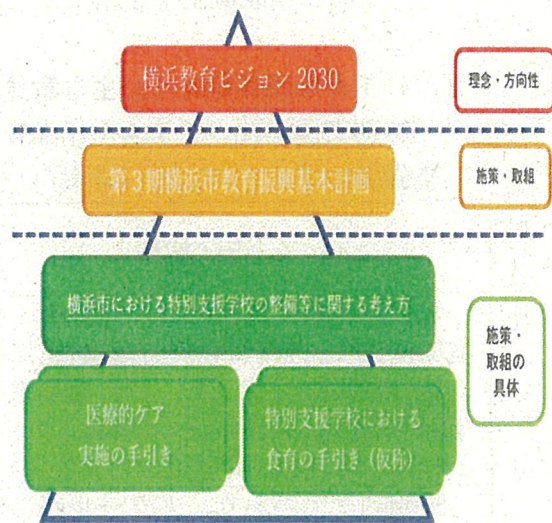 横浜教育ビジョン 2030
理念・方向性
第3期横浜市教育振興基本計画
施策・取組
横浜市における特別支援学校の整備等に関する考え方
施策・
取組の
具体
医療的ケア
実施の手引き
特別支援学校における
食育の手引き（仮称）